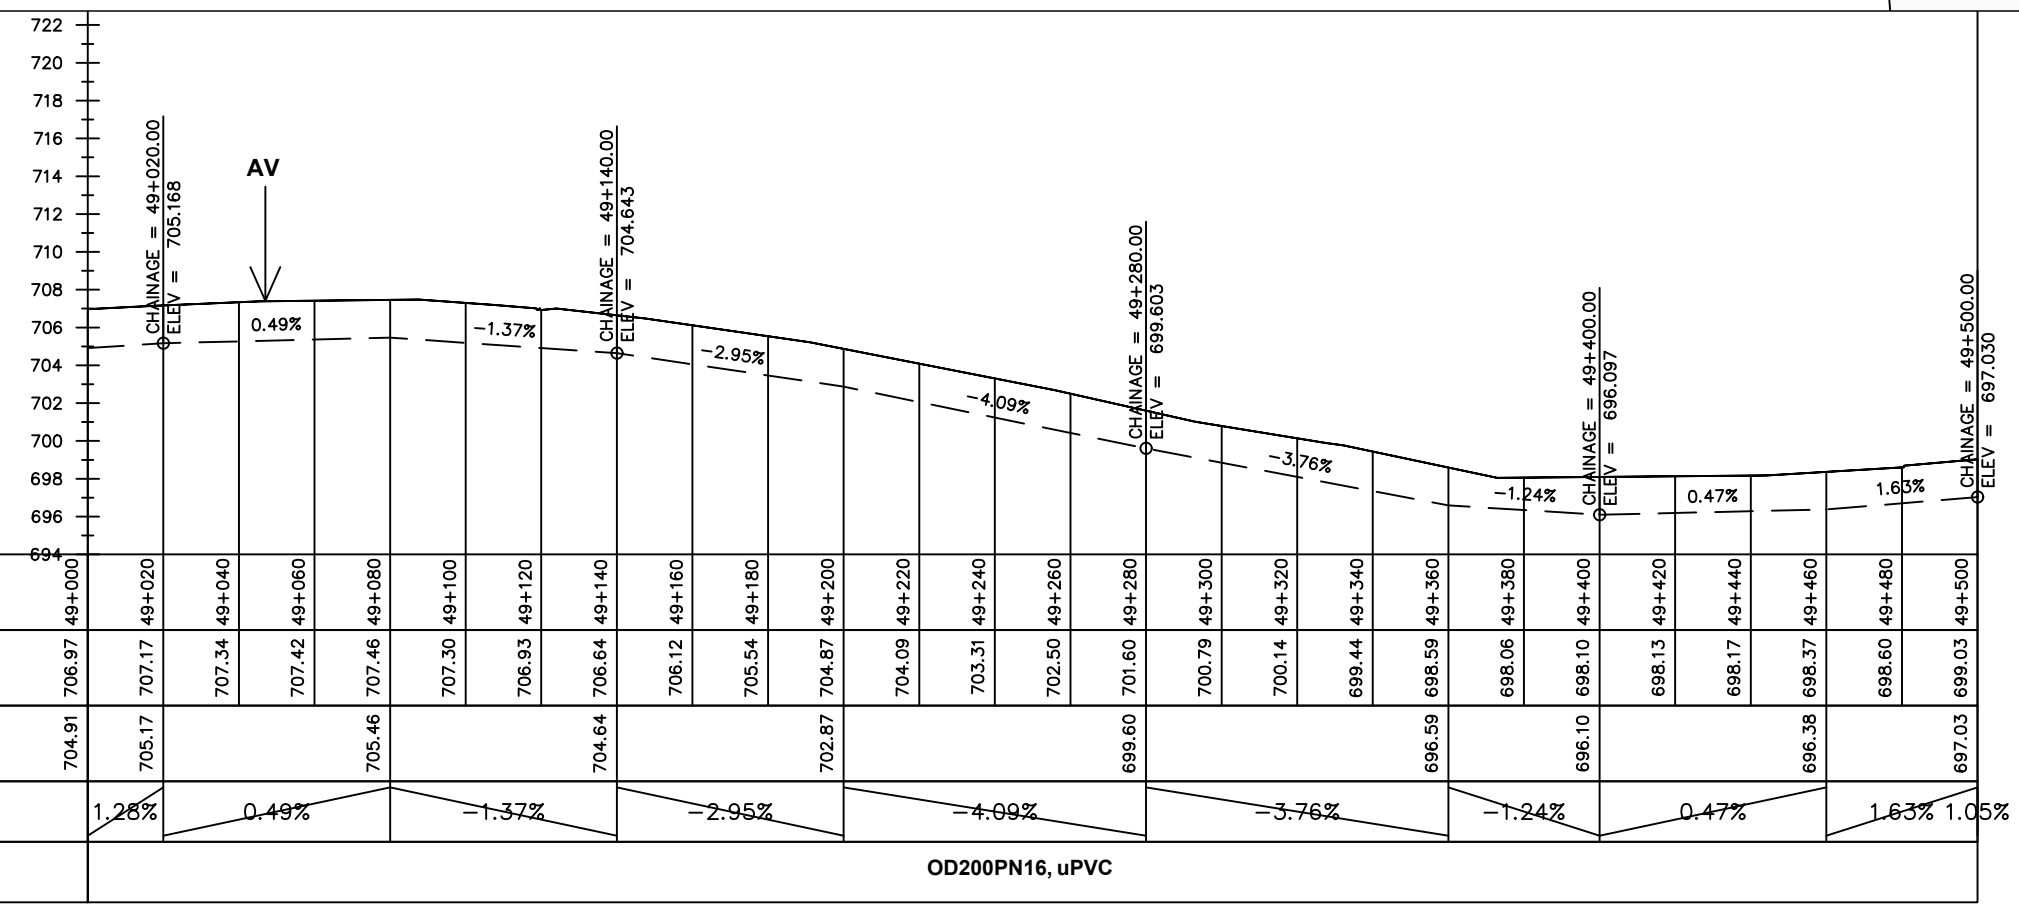 722
720
718
716
714
712
710
708
706
704
702
700
698
696
694
CHAINAGE = 49+020.00
ELEV = 705.168
AV
CHAINAGE = 49+140.00
ELEV = 704.643
CHAINAGE = 49+280.00
ELEV = 699.603
CHAINAGE = 49+400.00
ELEV = 696.097
CHAINAGE = 49+500.00
ELEV = 697.030
0.49%
-1.37%
-2.95%
-4.09%
-3.76%
-1.24%
0.47%
1.63%
49+000 49+020 49+040 49+060 49+080 49+100 49+120 49+140 49+160 49+180 49+200 49+220 49+240 49+260 49+280 49+300 49+320 49+340 49+360 49+380 49+400 49+420 49+440 49+460 49+480 49+500
706.97 707.17 707.34 707.42 707.46 707.30 706.93 706.64 706.12 705.54 704.87 704.09 703.31 702.50 701.60 700.79 700.14 699.44 698.59 698.06 698.10 698.13 698.17 698.37 698.60 699.03
704.91 705.17 705.46 704.64 702.87 699.60 696.59 696.10 696.38 697.03
1.28% 0.49% -1.37% -2.95% -4.09% -3.76% -1.24% 0.47% 1.63% 1.05%
OD200PN16, uPVC